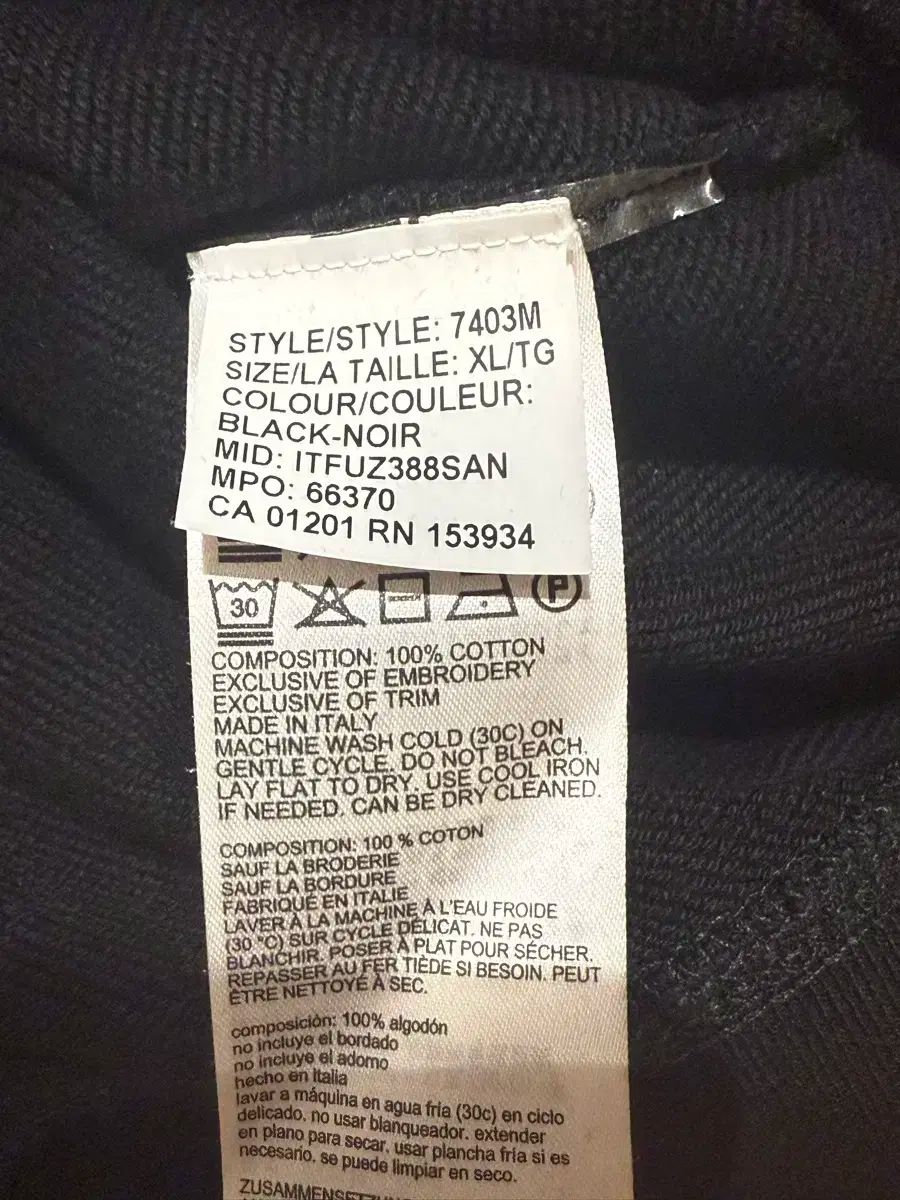 STYLE/STYLE: 7403M
SIZE/LA TAILLE: XL/TG
COLOUR/COULEUR:
BLACK-NOIR
MID: ITFUZ388SAN
MPO: 66370
CA 01201 RN 153934
30 P
COMPOSITION: 100% COTTON
EXCLUSIVE OF EMBROIDERY
EXCLUSIVE OF TRIM
MADE IN ITALY
MACHINE WASH COLD (30C) ON
GENTLE CYCLE. DO NOT BLEACH.
LAY FLAT TO DRY. USE COOL IRON
IF NEEDED. CAN BE DRY CLEANED.
COMPOSITION: 100 % COTON
SAUF LA BRODERIE
SAUF LA BORDURE
FABRIQUÉ EN ITALIE
LAVER À LA MACHINE À L'EAU FROIDE
(30 °C) SUR CYCLE DÉLICAT. NE PAS
BLANCHIR. POSER À PLAT POUR SÉCHER.
REPASSER AU FER TIÈDE SI BESOIN. PEUT
ÊTRE NETTOYÉ À SEC.
composición: 100% algodón
no incluye el bordado
no incluye el adorno
hecho en Italia
lavar a máquina en agua fría (30c) en ciclo
delicado. no usar blanqueador. extender
en plano para secar. usar plancha fría si es
necesario. se puede limpiar en seco.